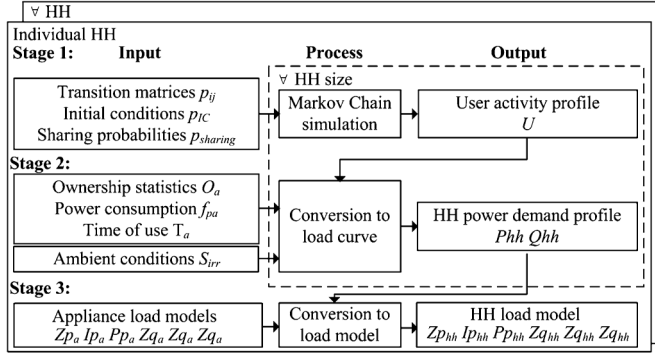 ∀ HH
Individual HH
Stage 1: Input Process Output
∀ HH size
Transition matrices pij
Initial conditions pIC
Sharing probabilities psharing
Markov Chain
simulation
User activity profile
U
Stage 2:
Ownership statistics Oa
Power consumption fpa
Time of use Ta
Ambient conditions Sirr
Conversion to
load curve
HH power demand profile
Phh Qhh
Stage 3:
Appliance load models
Zpa Ipa Ppa Zqa Zqa Zqa
Conversion to
load model
HH load model
Zphh Iphh Pphh Zqhh Zqhh Zqhh